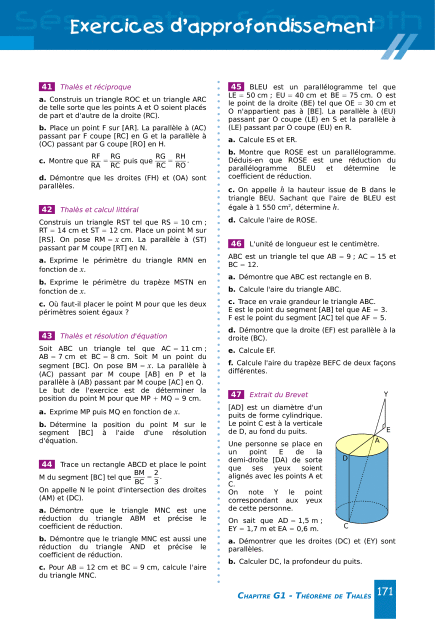 Exercices d'approfondissement
41 Thalès et réciproque
a. Construis un triangle ROC et un triangle ARC
de telle sorte que les points A et O soient placés
de part et d'autre de la droite (RC).
b. Place un point F sur [AR]. La parallèle à (AC)
passant par F coupe [RC] en G et la parallèle à
(OC) passant par G coupe [RO] en H.
c. Montre que RF/RA = RG/RC puis que RG/RC = RH/RO.
d. Démontre que les droites (FH) et (OA) sont
parallèles.
42 Thalès et calcul littéral
Construis un triangle RST tel que RS = 10 cm ;
RT = 14 cm et ST = 12 cm. Place un point M sur
[RS]. On pose RM = x cm. La parallèle à (ST)
passant par M coupe [RT] en N.
a. Exprime le périmètre du triangle RMN en
fonction de x.
b. Exprime le périmètre du trapèze MSTN en
fonction de x.
c. Où faut-il placer le point M pour que les deux
périmètres soient égaux ?
43 Thalès et résolution d'équation
Soit ABC un triangle tel que AC = 11 cm ;
AB = 7 cm et BC = 8 cm. Soit M un point du
segment [BC]. On pose BM = x. La parallèle à
(AC) passant par M coupe [AB] en P et la
parallèle à (AB) passant par M coupe [AC] en Q.
Le but de l'exercice est de déterminer la
position du point M pour que MP + MQ = 9 cm.
a. Exprime MP puis MQ en fonction de x.
b. Détermine la position du point M sur le
segment [BC] à l'aide d'une résolution
d'équation.
44 Trace un rectangle ABCD et place le point
M du segment [BC] tel que BM/BC = 2/3.
On appelle N le point d'intersection des droites
(AM) et (DC).
a. Démontre que le triangle MNC est une
réduction du triangle ABM et précise le
coefficient de réduction.
b. Démontre que le triangle MNC est aussi une
réduction du triangle AND et précise le
coefficient de réduction.
c. Pour AB = 12 cm et BC = 9 cm, calcule l'aire
du triangle MNC.
45 BLEU est un parallélogramme tel que
LE = 50 cm ; EU = 40 cm et BE = 75 cm. O est
le point de la droite (BE) tel que OE = 30 cm et
O n'appartient pas à [BE]. La parallèle à (EU)
passant par O coupe (LE) en S et la parallèle à
(LE) passant par O coupe (EU) en R.
a. Calcule ES et ER.
b. Montre que ROSE est un parallélogramme.
Déduis-en que ROSE est une réduction du
parallélogramme BLEU et détermine le
coefficient de réduction.
c. On appelle h la hauteur issue de B dans le
triangle BEU. Sachant que l'aire de BLEU est
égale à 1 550 cm², détermine h.
d. Calcule l'aire de ROSE.
46 L'unité de longueur est le centimètre.
ABC est un triangle tel que AB = 9 ; AC = 15 et
BC = 12.
a. Démontre que ABC est rectangle en B.
b. Calcule l'aire du triangle ABC.
c. Trace en vraie grandeur le triangle ABC.
E est le point du segment [AB] tel que AE = 3.
F est le point du segment [AC] tel que AF = 5.
d. Démontre que la droite (EF) est parallèle à la
droite (BC).
e. Calcule EF.
f. Calcule l'aire du trapèze BEFC de deux façons
différentes.
47 Extrait du Brevet
[AD] est un diamètre d'un
puits de forme cylindrique.
Le point C est à la verticale
de D, au fond du puits.
Une personne se place en
un point E de la
demi-droite [DA) de sorte
que ses yeux soient
alignés avec les points A et
C.
On note Y le point
correspondant aux yeux
de cette personne.
On sait que AD = 1,5 m ;
EY = 1,7 m et EA = 0,6 m.
Y
E
A
D
C
a. Démontrer que les droites (DC) et (EY) sont
parallèles.
b. Calculer DC, la profondeur du puits.
CHAPITRE G1 - THÉORÈME DE THALÈS 171